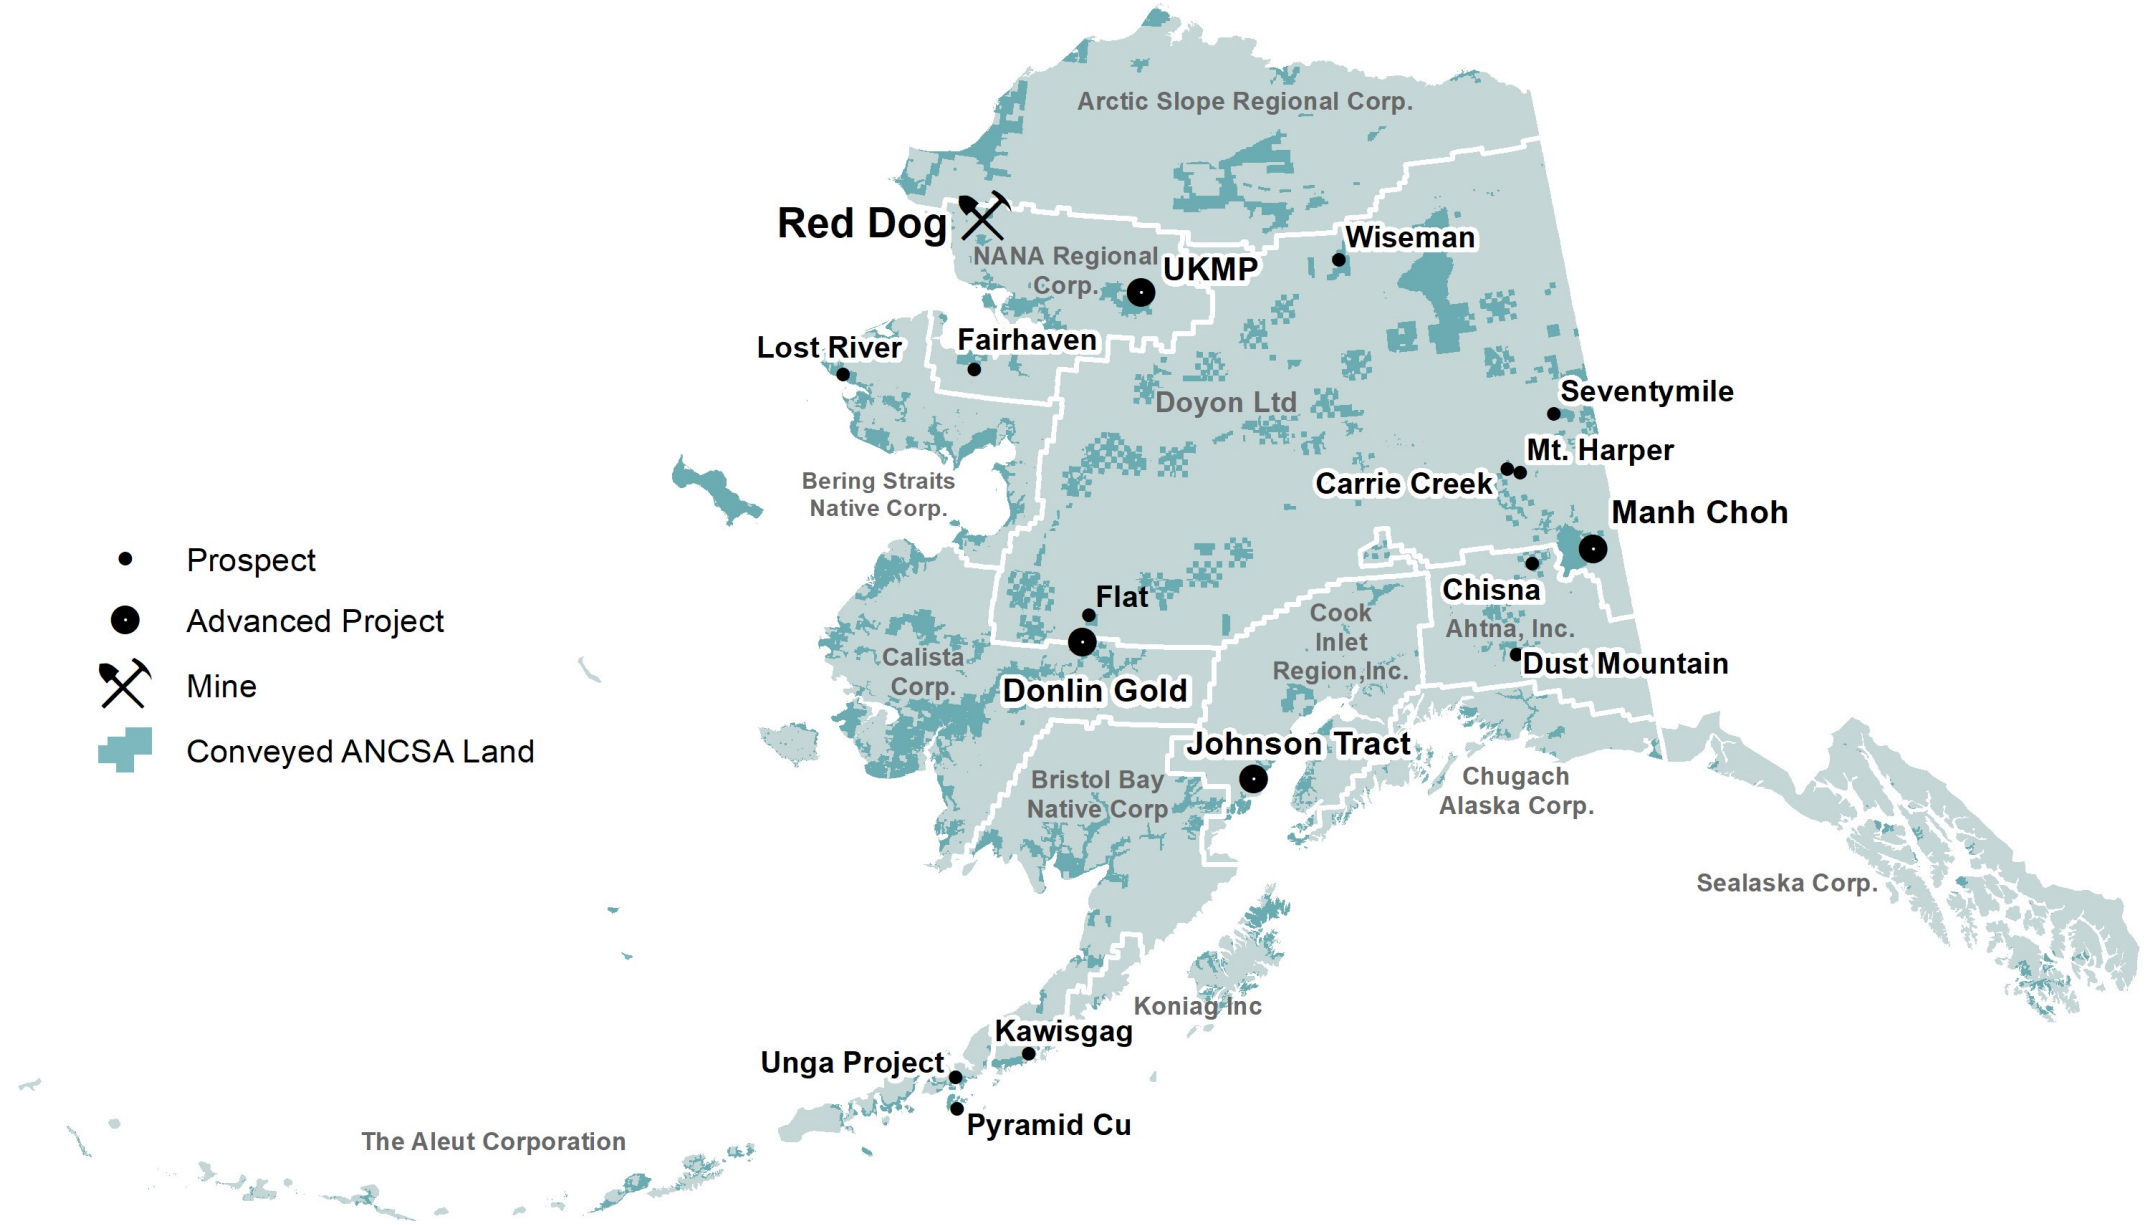 Arctic Slope Regional Corp.
Red Dog
Wiseman
NANA Regional
Corp.
UKMP
Fairhaven
Lost River
Doyon Ltd
Seventymile
Mt. Harper
Carrie Creek
Bering Straits
Native Corp.
Manh Choh
Prospect
Advanced Project
Mine
Conveyed ANCSA Land
Chisna
Flat
Cook
Inlet
Region,Inc.
Ahtna, Inc.
Calista
Corp.
Dust Mountain
Donlin Gold
Johnson Tract
Bristol Bay
Native Corp
Chugach
Alaska Corp.
Sealaska Corp.
Koniag Inc
Kawisgag
Unga Project
Pyramid Cu
The Aleut Corporation